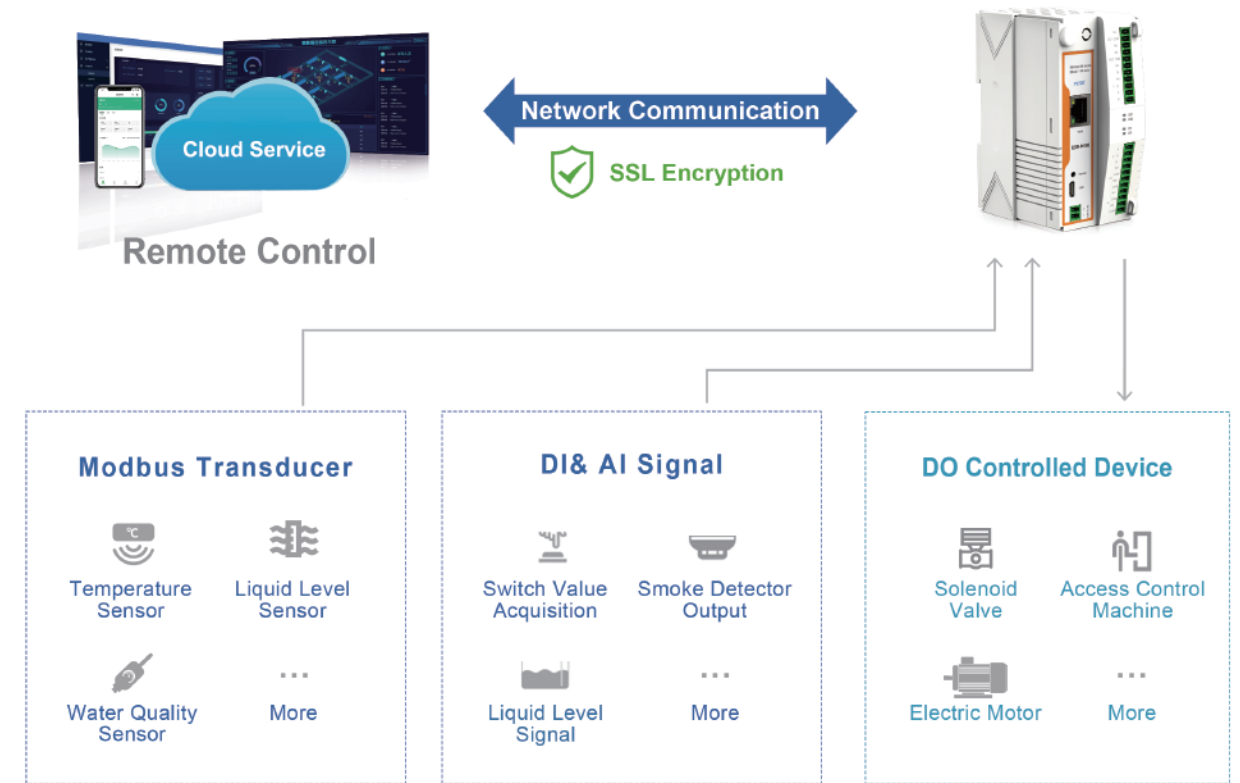 Cloud Service
Remote Control
Network Communication
SSL Encryption
Modbus Transducer
°C
Temperature
Sensor
Liquid Level
Sensor
Water Quality
Sensor
...
More
DI& AI Signal
Switch Value
Acquisition
Smoke Detector
Output
Liquid Level
Signal
...
More
DO Controlled Device
Solenoid
Valve
Access Control
Machine
Electric Motor
...
More